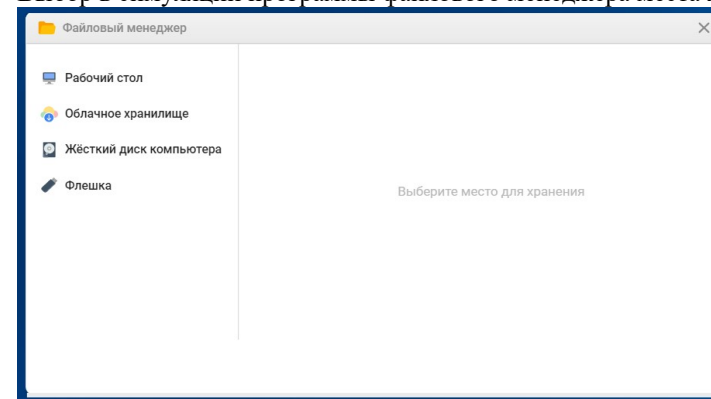 Файловый менеджер
Рабочий стол
Облачное хранилище
Жёсткий диск компьютера
Флешка
Выберите место для хранения